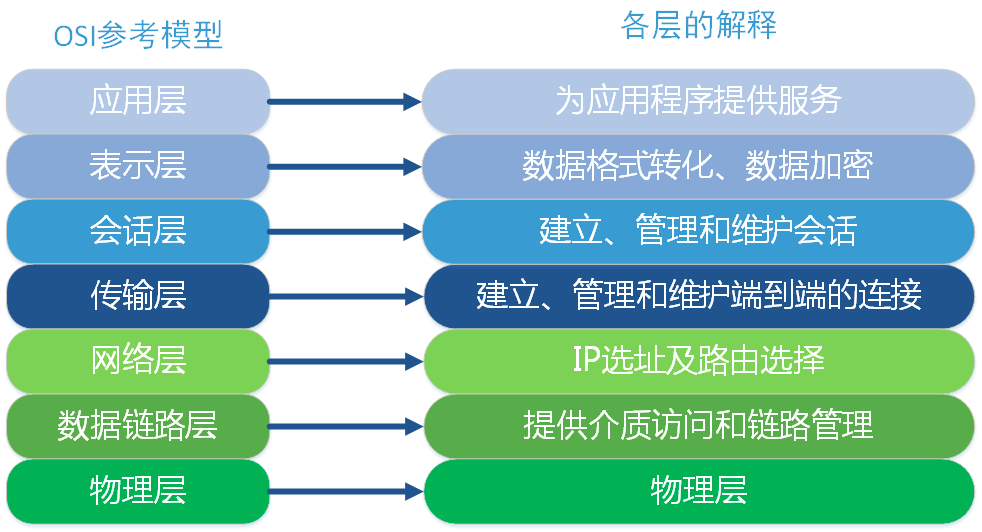 OSI参考模型
各层的解释
应用层
为应用程序提供服务
表示层
数据格式转化、数据加密
会话层
建立、管理和维护会话
传输层
建立、管理和维护端到端的连接
网络层
IP选址及路由选择
数据链路层
提供介质访问和链路管理
物理层
物理层